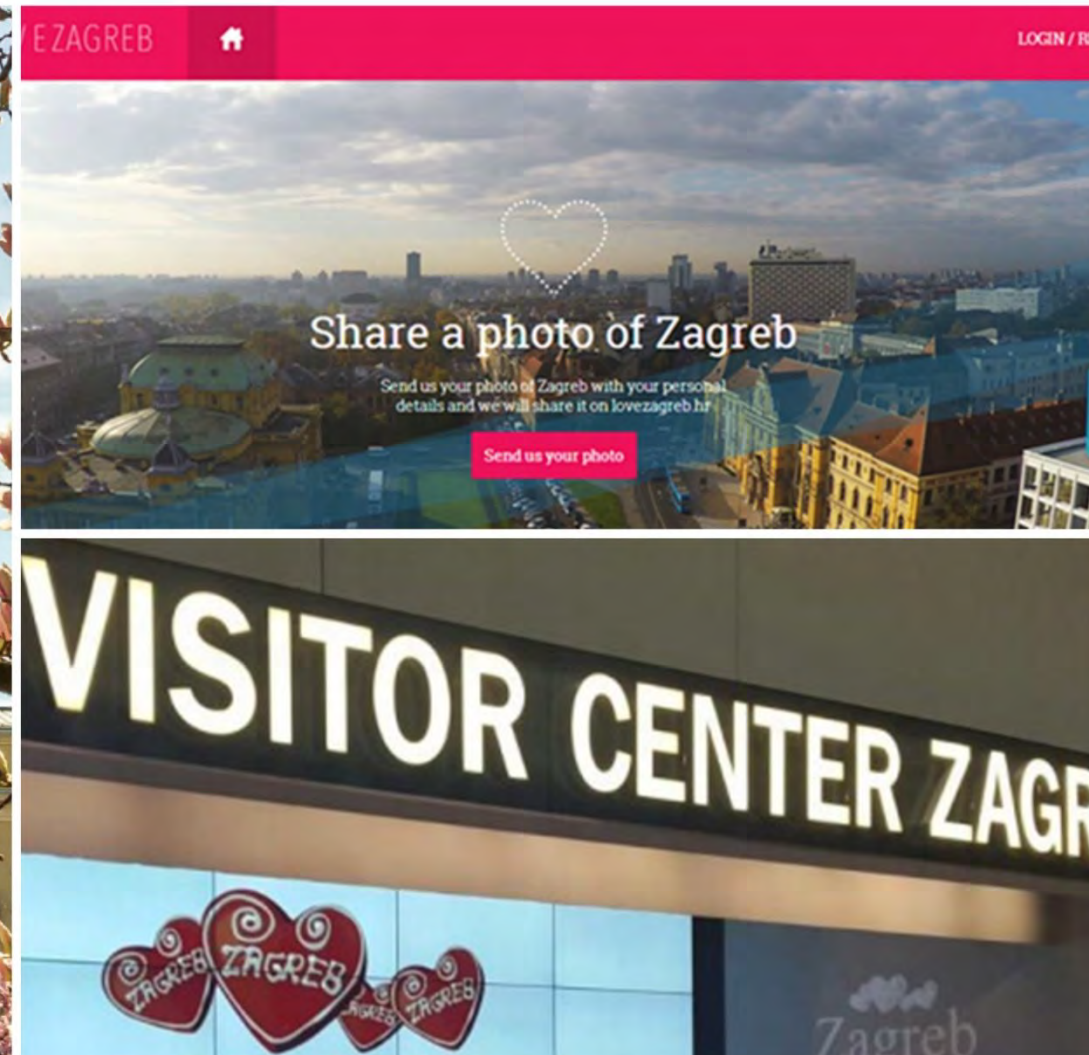 E ZAGREB
LOGIN / R
Share a photo of Zagreb
Send us your photo of Zagreb with your personal
details and we will share it on lovezagreb.hr
Send us your photo
VISITOR CENTER ZAGR
ZAGREB
ZAGREB
AGREB
ZAGREB
Zagreb